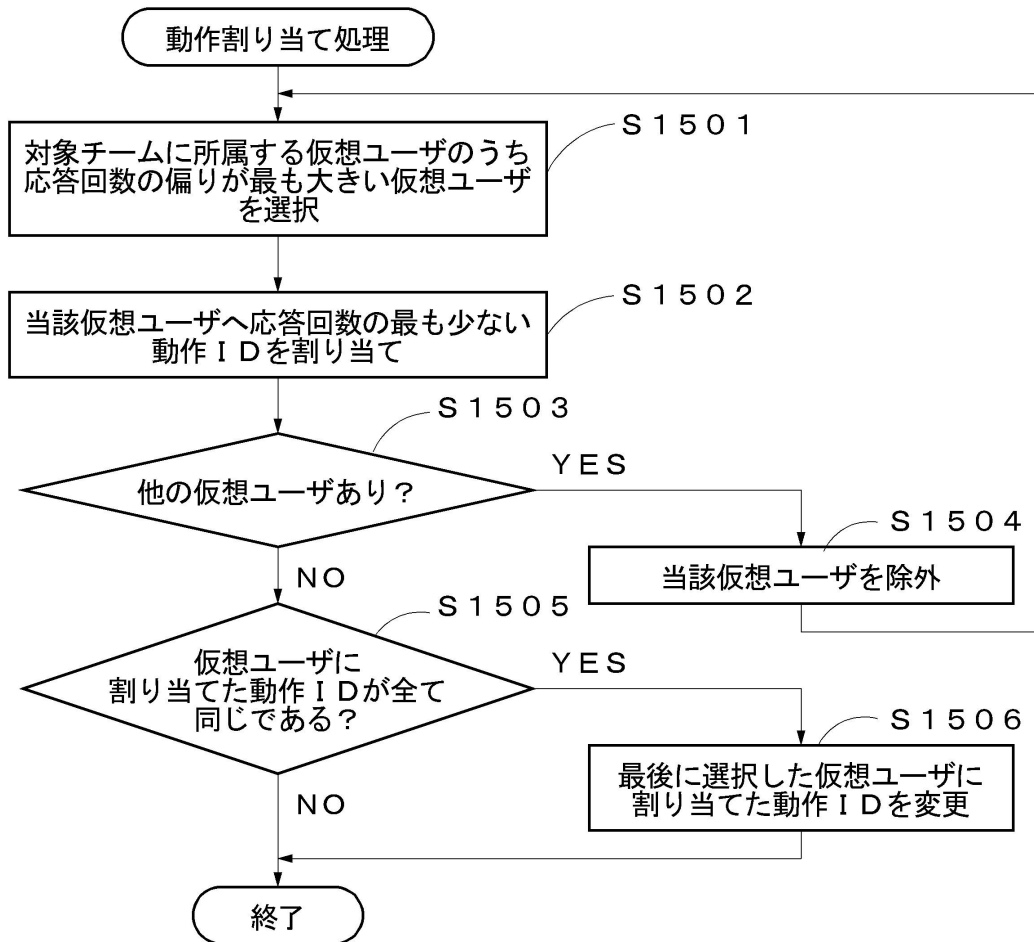 動作割り当て処理
Ｓ１５０１
対象チームに所属する仮想ユーザのうち
応答回数の偏りが最も大きい仮想ユーザ
を選択
Ｓ１５０２
当該仮想ユーザへ応答回数の最も少ない
動作ＩＤを割り当て
Ｓ１５０３
他の仮想ユーザあり？
ＹＥＳ
Ｓ１５０４
当該仮想ユーザを除外
ＮＯ
Ｓ１５０５
仮想ユーザに
割り当てた動作ＩＤが全て
同じである？
ＹＥＳ
Ｓ１５０６
最後に選択した仮想ユーザに
割り当てた動作ＩＤを変更
ＮＯ
終了